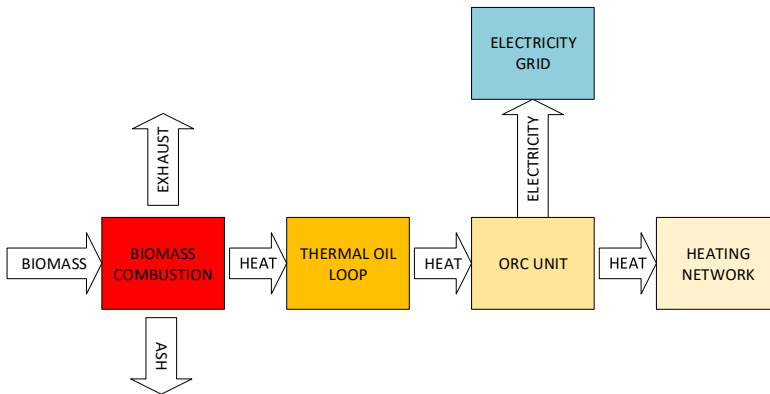 ELECTRICITY
GRID
EXHAUST
ELECTRICITY
BIOMASS
BIOMASS
COMBUSTION
HEAT
THERMAL OIL
LOOP
HEAT
ORC UNIT
HEAT
HEATING
NETWORK
ASH